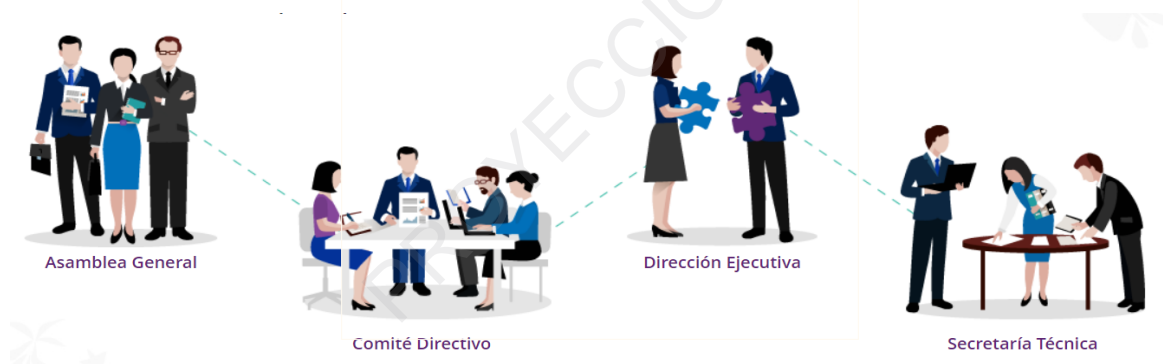 Asamblea General
Comité Directivo
Dirección Ejecutiva
Secretaría Técnica